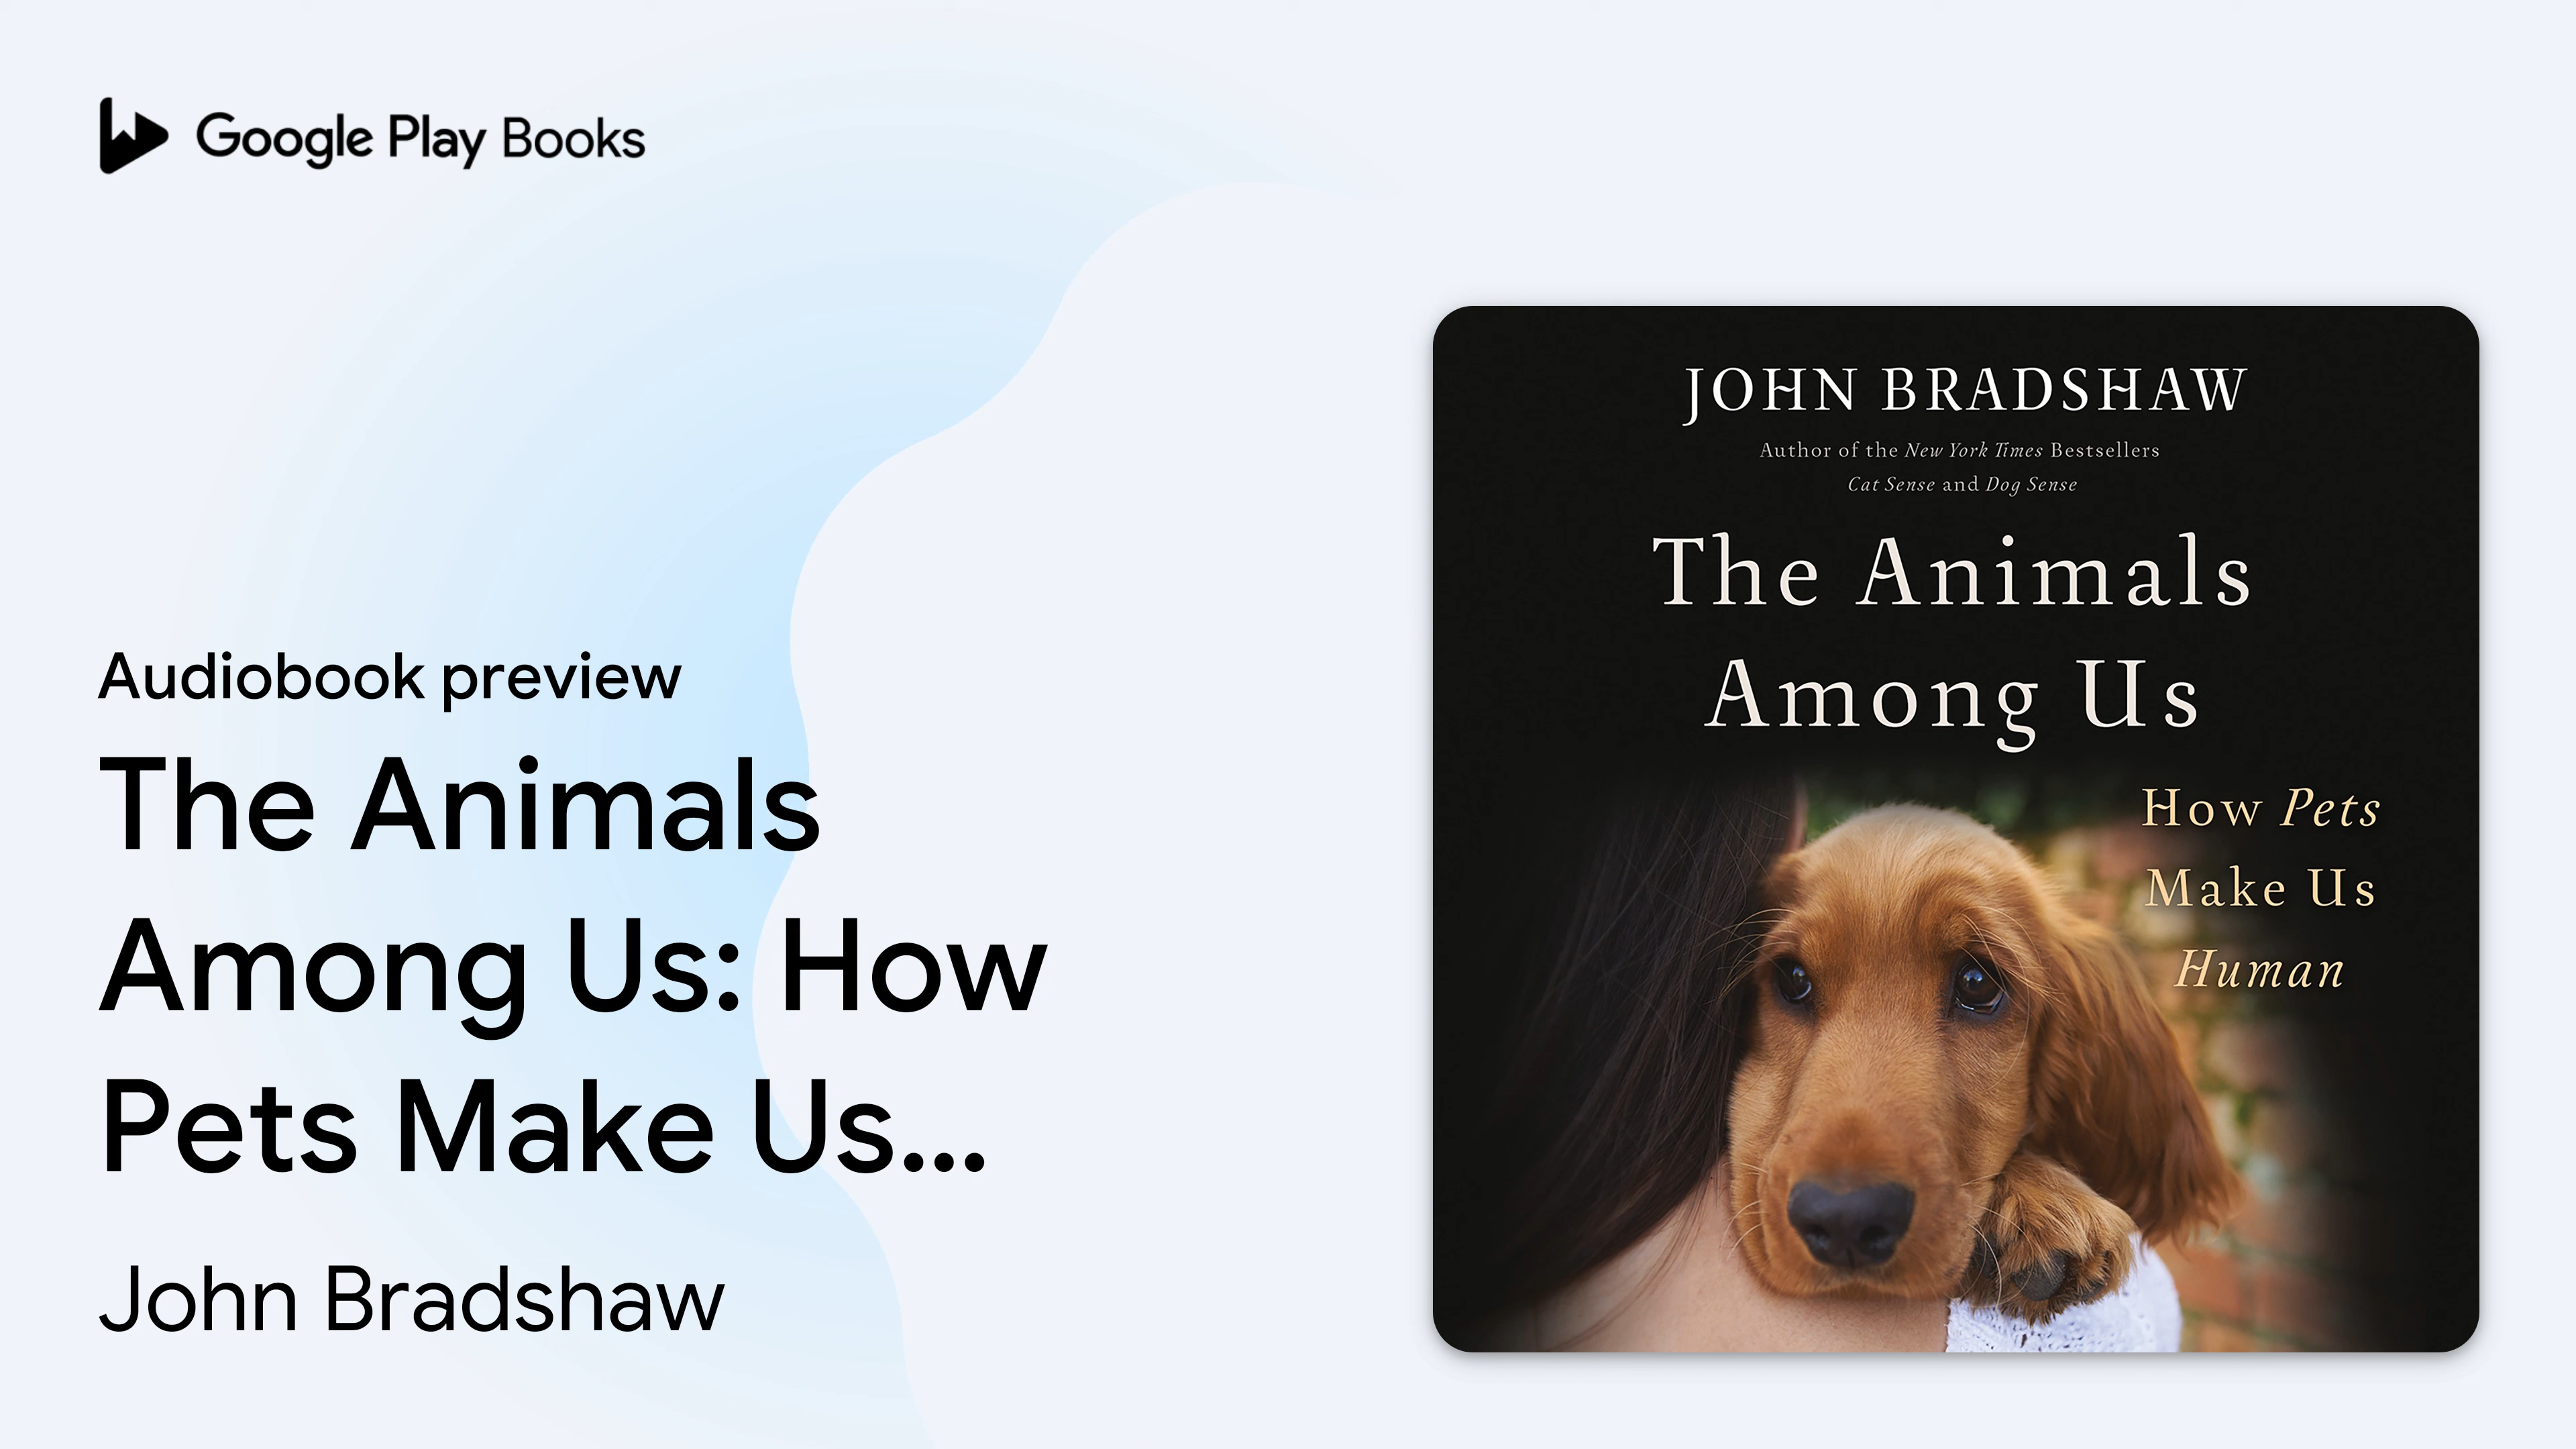 Google Play Books
Audiobook preview
The Animals
Among Us: How
Pets Make Us...
John Bradshaw
JOHN BRADSHAW
Author of the New York Times Bestsellers
Cat Sense and Dog Sense
The Animals
Among Us
How Pets
Make Us
Human